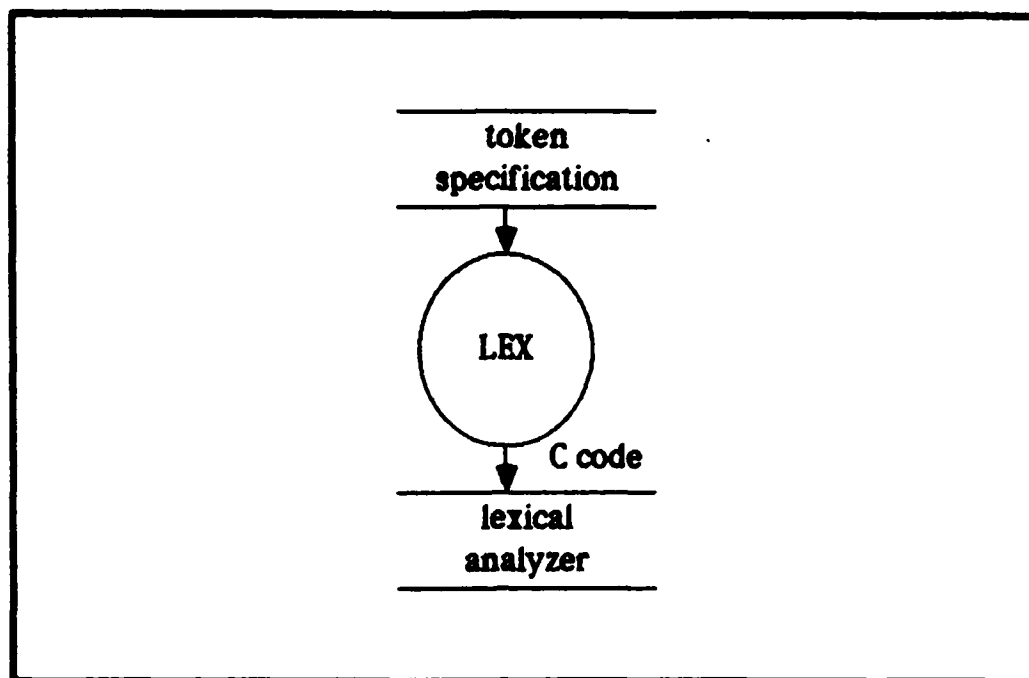 token
specification
LEX
C code
lexical
analyzer